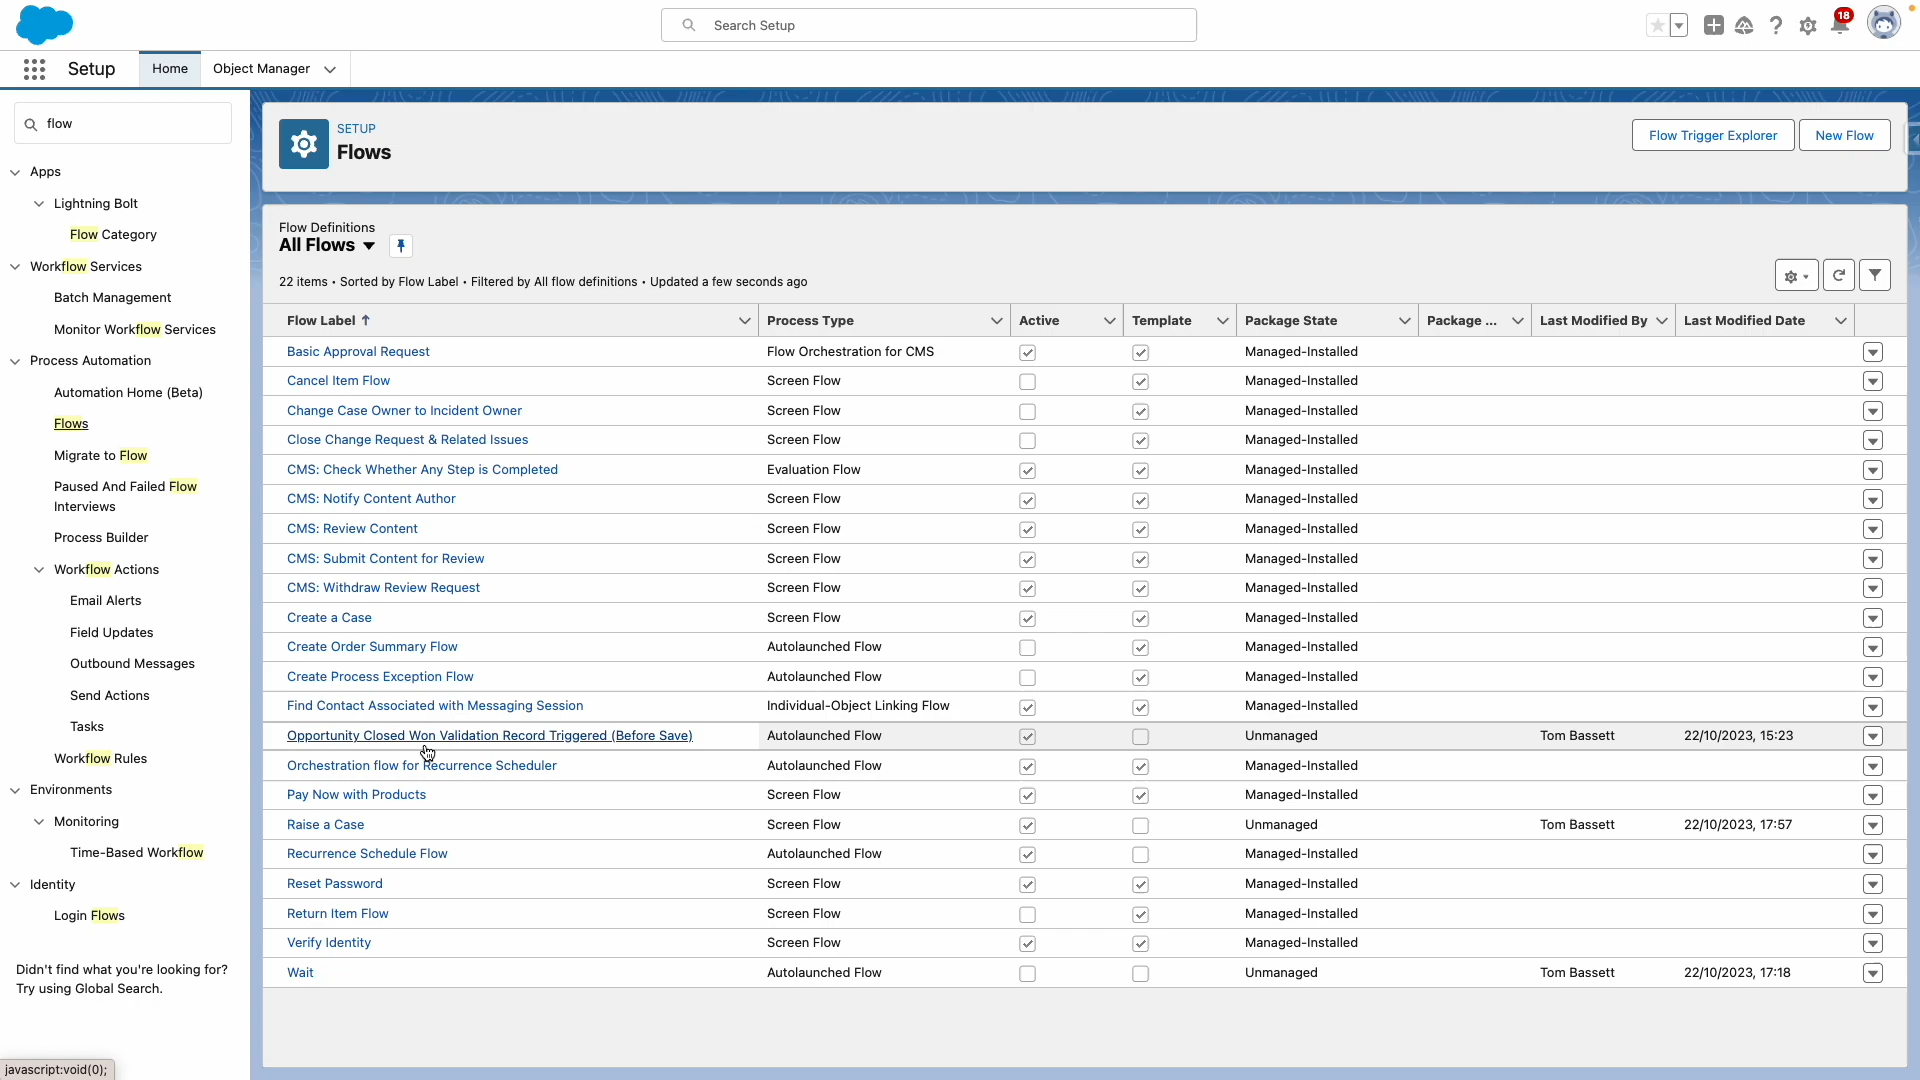 Search Setup
18
Setup
Home
Object Manager
flow
Apps
Lightning Bolt
Flow Category
Workflow Services
Batch Management
Monitor Workflow Services
Process Automation
Automation Home (Beta)
Flows
Migrate to Flow
Paused And Failed Flow
Interviews
Process Builder
Workflow Actions
Email Alerts
Field Updates
Outbound Messages
Send Actions
Tasks
Workflow Rules
Environments
Monitoring
Time-Based Workflow
Identity
Login Flows
Didn't find what you're looking for?
Try using Global Search.
javascript:void(0);
SETUP
Flows
Flow Trigger Explorer
New Flow
Flow Definitions
All Flows
22 items • Sorted by Flow Label • Filtered by All flow definitions • Updated a few seconds ago
Flow Label ↑ Process Type Active Template Package State Package ... Last Modified By Last Modified Date
Basic Approval Request Flow Orchestration for CMS Managed-Installed
Cancel Item Flow Screen Flow Managed-Installed
Change Case Owner to Incident Owner Screen Flow Managed-Installed
Close Change Request & Related Issues Screen Flow Managed-Installed
CMS: Check Whether Any Step is Completed Evaluation Flow Managed-Installed
CMS: Notify Content Author Screen Flow Managed-Installed
CMS: Review Content Screen Flow Managed-Installed
CMS: Submit Content for Review Screen Flow Managed-Installed
CMS: Withdraw Review Request Screen Flow Managed-Installed
Create a Case Screen Flow Managed-Installed
Create Order Summary Flow Autolaunched Flow Managed-Installed
Create Process Exception Flow Autolaunched Flow Managed-Installed
Find Contact Associated with Messaging Session Individual-Object Linking Flow Managed-Installed
Opportunity Closed Won Validation Record Triggered (Before Save) Autolaunched Flow Unmanaged Tom Bassett 22/10/2023, 15:23
Orchestration flow for Recurrence Scheduler Autolaunched Flow Managed-Installed
Pay Now with Products Screen Flow Managed-Installed
Raise a Case Screen Flow Unmanaged Tom Bassett 22/10/2023, 17:57
Recurrence Schedule Flow Autolaunched Flow Managed-Installed
Reset Password Screen Flow Managed-Installed
Return Item Flow Screen Flow Managed-Installed
Verify Identity Screen Flow Managed-Installed
Wait Autolaunched Flow Unmanaged Tom Bassett 22/10/2023, 17:18